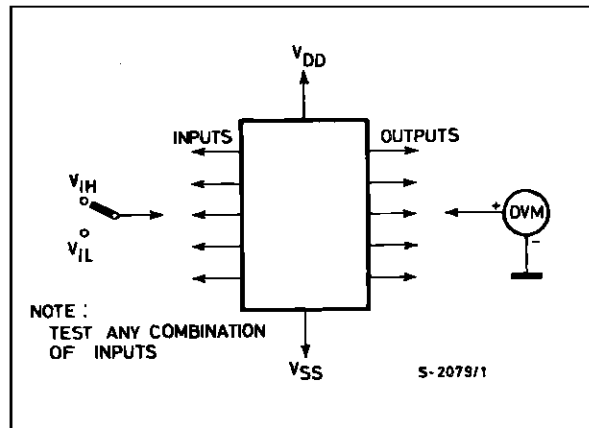 VDD
INPUTS
OUTPUTS
VIH
VIL
+ DVM
-
NOTE :
TEST ANY COMBINATION
OF INPUTS
VSS
S-2079/1